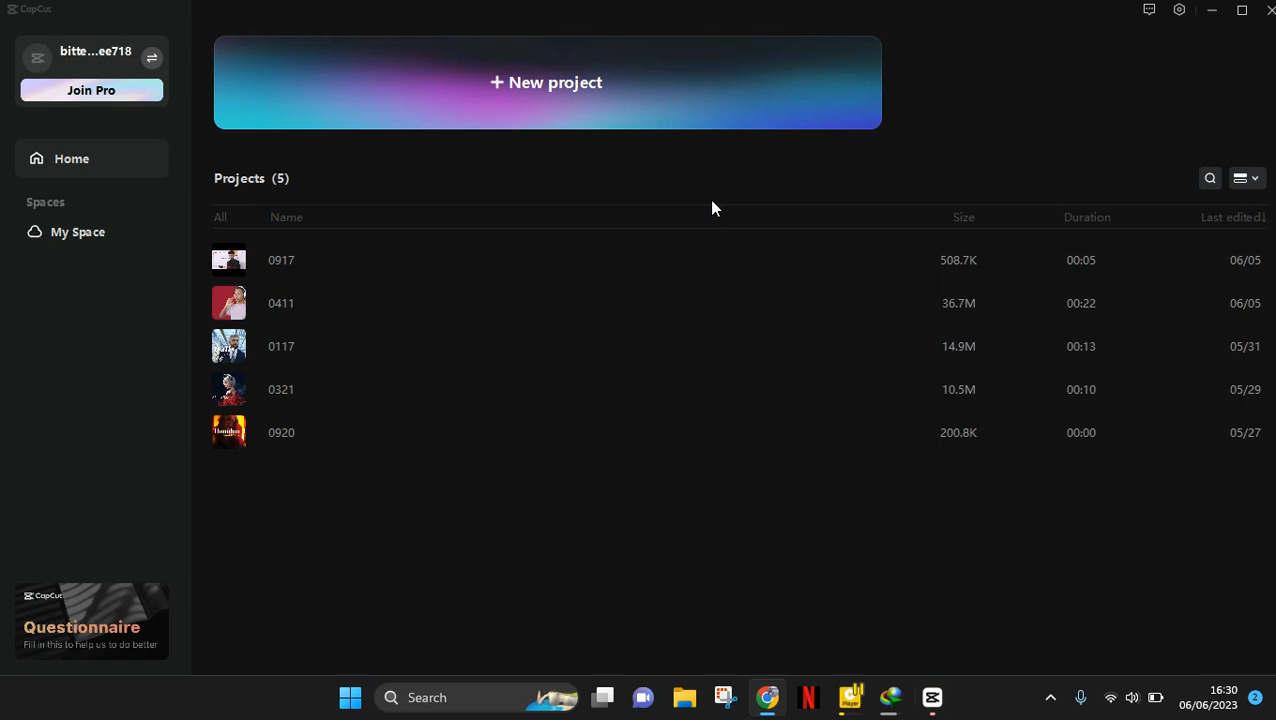 CapCut
bitte...ee718
Join Pro
Home
Spaces
My Space
+ New project
Projects (5)
All Name Size Duration Last edited↓
0917 508.7K 00:05 06/05
0411 36.7M 00:22 06/05
0117 14.9M 00:13 05/31
0321 10.5M 00:10 05/29
0920 200.8K 00:00 05/27
CapCut
Questionnaire
Fill in this to help us to do better
Search
Player
16:30
06/06/2023
2